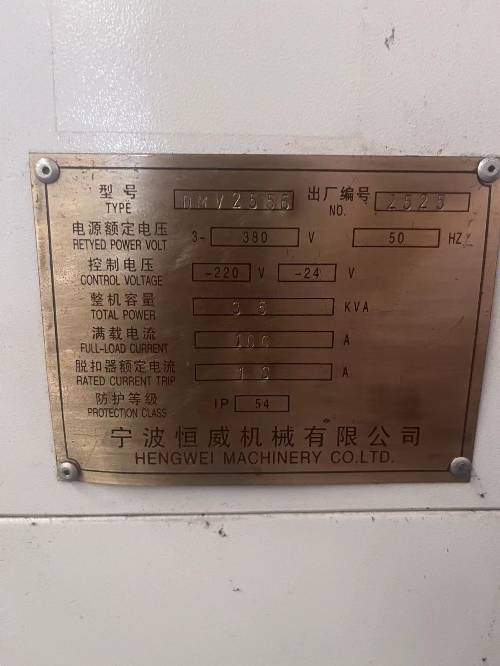 型号 TYPE DMV2556 出厂编号 NO. 2525
电源额定电压 RETYED POWER VOLT 3- 380 V 50 HZ
控制电压 CONTROL VOLTAGE -220 V -24 V
整机容量 TOTAL POWER KVA
满载电流 FULL-LOAD CURRENT A
脱扣器额定电流 RATED CURRENT TRIP A
防护等级 PROTECTION CLASS IP 54
宁波恒威机械有限公司
HENGWEI MACHINERY CO.LTD.